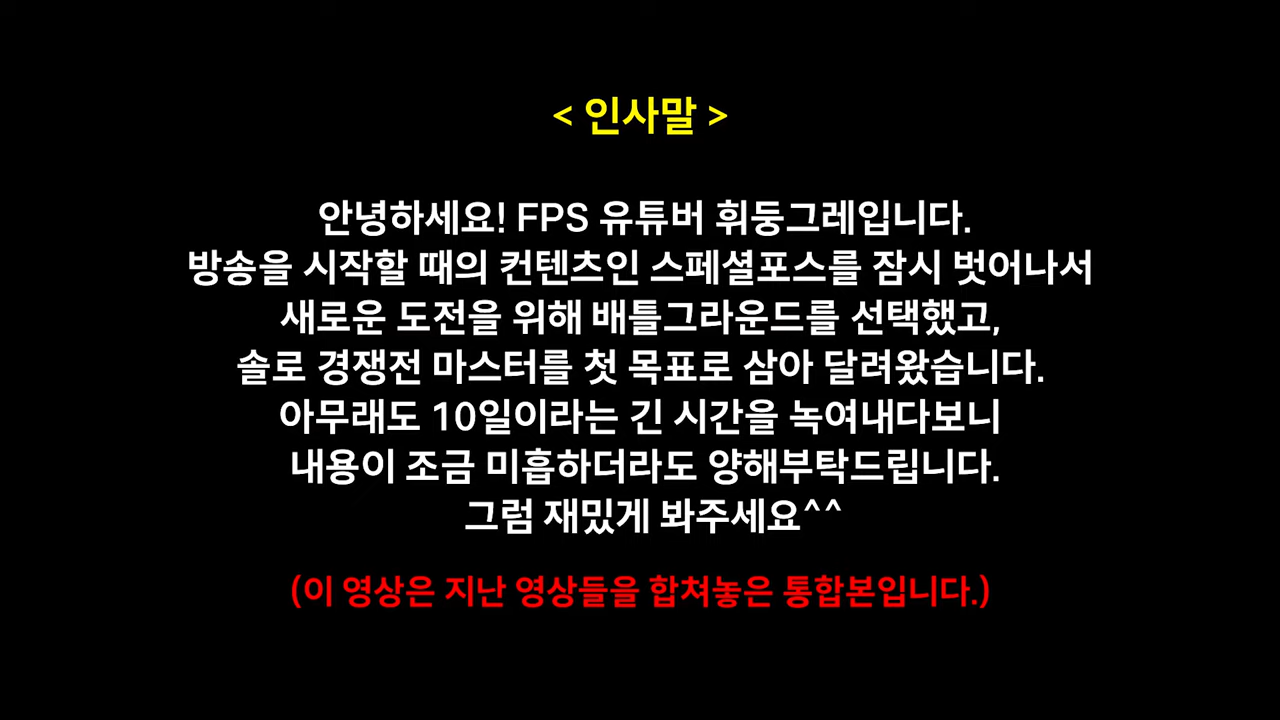 < 인사말 >
안녕하세요! FPS 유튜버 휘둥그레입니다.
방송을 시작할 때의 컨텐츠인 스페셜포스를 잠시 벗어나서
새로운 도전을 위해 배틀그라운드를 선택했고,
솔로 경쟁전 마스터를 첫 목표로 삼아 달려왔습니다.
아무래도 10일이라는 긴 시간을 녹여내다보니
내용이 조금 미흡하더라도 양해부탁드립니다.
그럼 재밌게 봐주세요^^
(이 영상은 지난 영상들을 합쳐놓은 통합본입니다.)